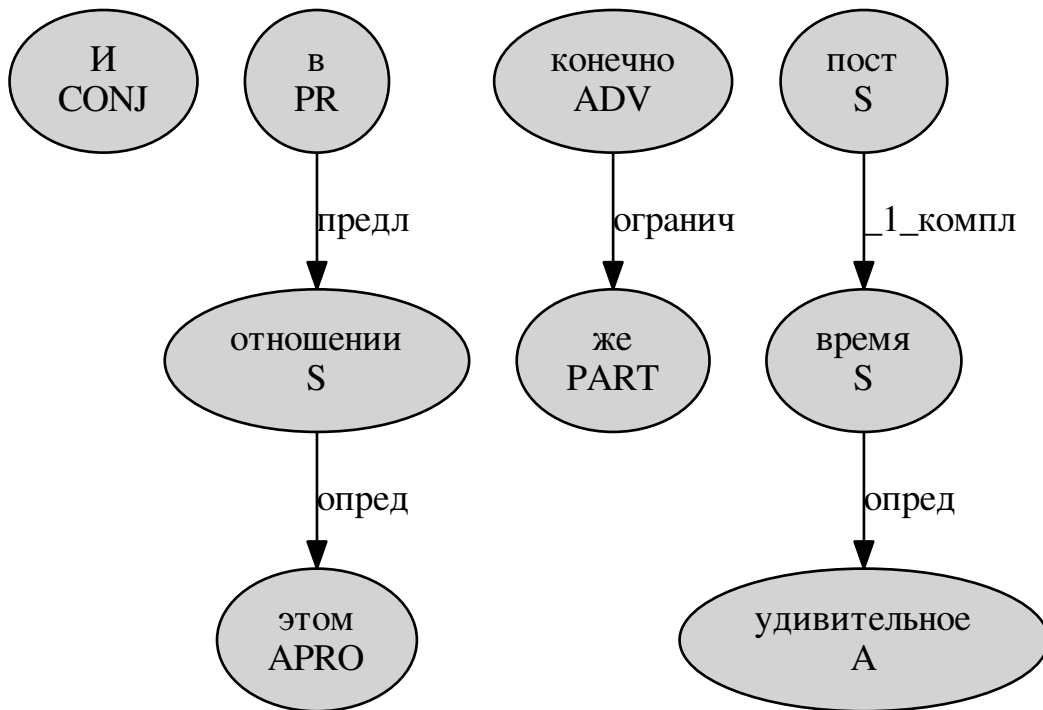 И
CONJ
в
PR
конечно
ADV
пост
S
предл
огранич
_1_компл
отношении
S
же
PART
время
S
опред
опред
этом
APRO
удивительное
A